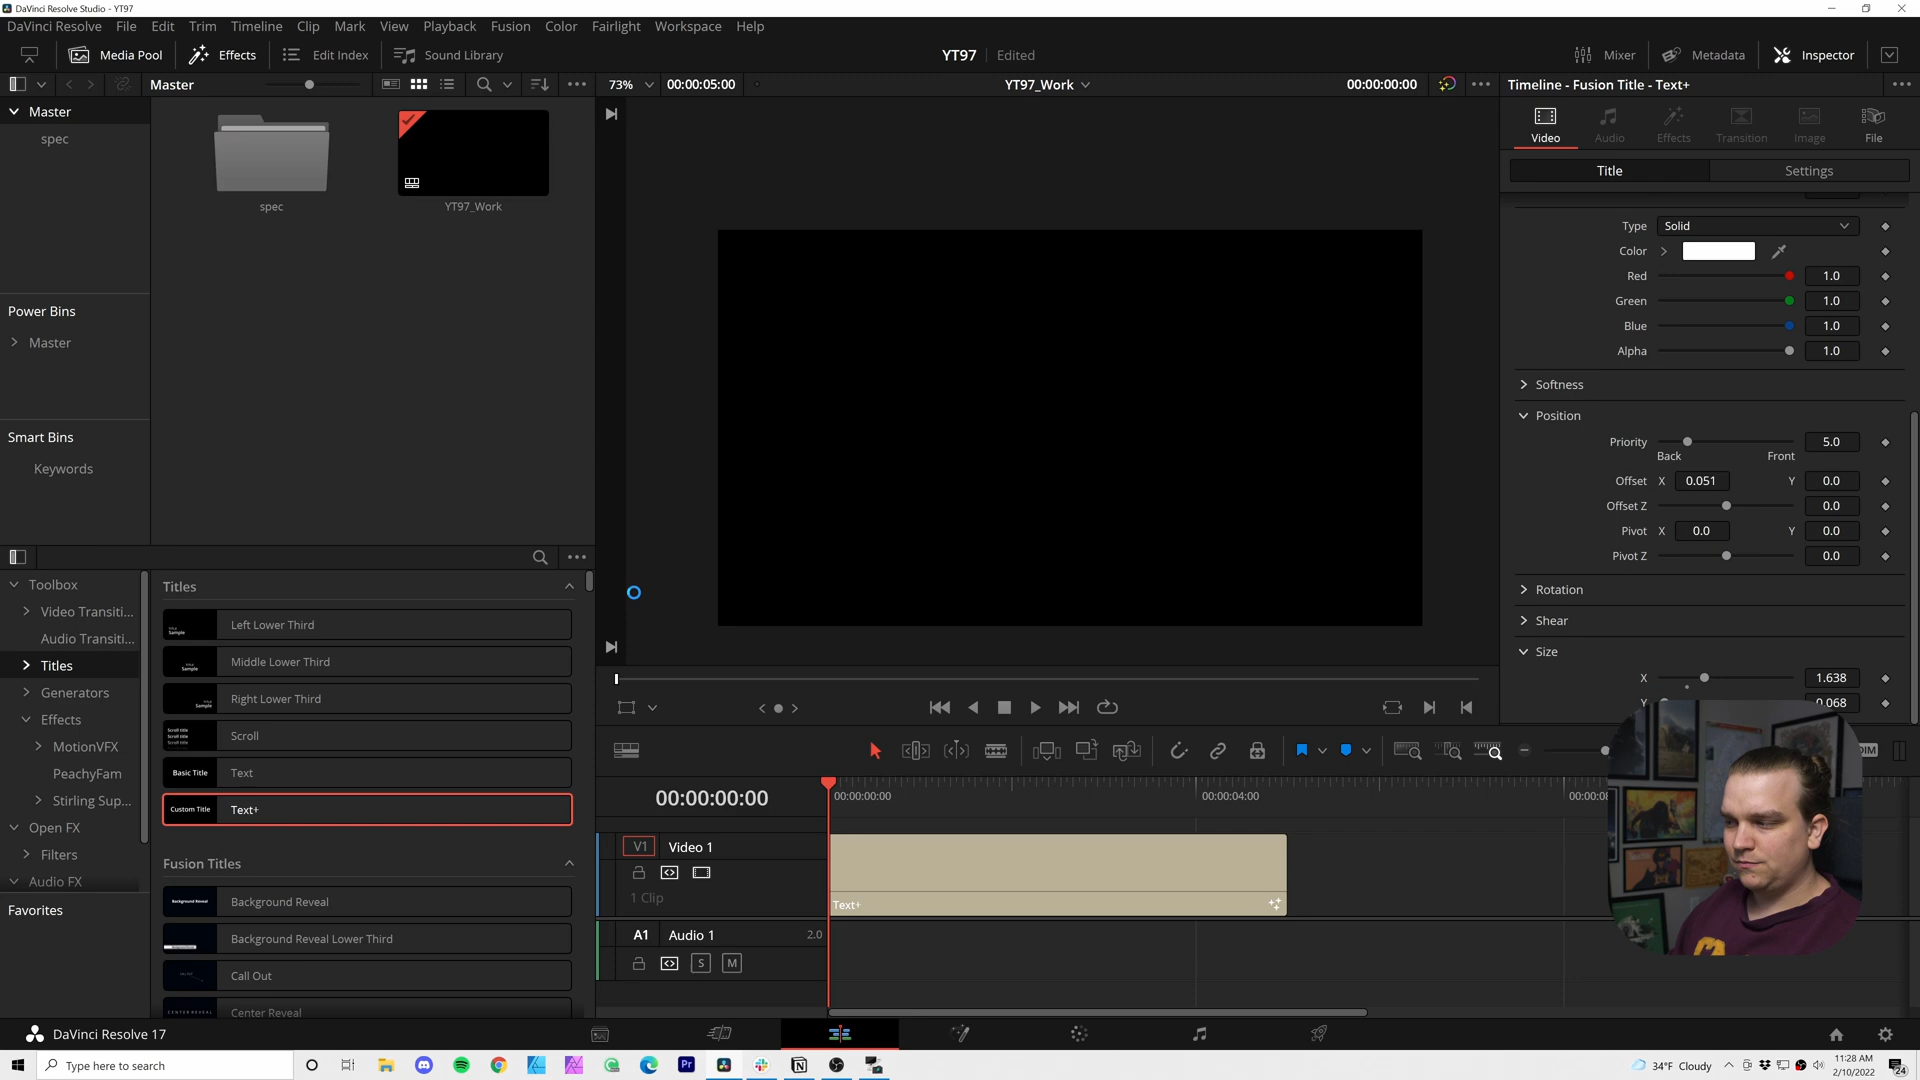 DaVinci Resolve Studio - YT97
DaVinci Resolve File Edit Trim Timeline Clip Mark View Playback Fusion Color Fairlight Workspace Help
Media Pool Effects Edit Index Sound Library YT97 Edited Mixer Metadata Inspector
Master 73% 00:00:05:00 YT97_Work 00:00:00:00 Timeline - Fusion Title - Text+
Master
spec
spec
YT97_Work
Power Bins
Master
Smart Bins
Keywords
Video Audio Effects Transition Image File
Title Settings
Type Solid
Color
Red 1.0
Green 1.0
Blue 1.0
Alpha 1.0
Softness
Position
Priority 5.0
Back Front
Offset X 0.051 Y 0.0
Offset Z 0.0
Pivot X 0.0 Y 0.0
Pivot Z 0.0
Rotation
Shear
Size
X 1.638
Y 0.068
Toolbox
Video Transiti...
Audio Transiti...
Titles
Generators
Effects
MotionVFX
PeachyFam
Stirling Sup...
Open FX
Filters
Audio FX
Favorites
Titles
Left Lower Third
Middle Lower Third
Right Lower Third
Scroll
Basic Title Text
Custom Title Text+
Fusion Titles
Background Reveal
Background Reveal Lower Third
Call Out
Center Reveal
DIM
00:00:00:00 00:00:00:00 00:00:04:00 00:00:08
V1 Video 1
1 Clip
Text+
A1 Audio 1 2.0
S M
DaVinci Resolve 17
Type here to search
Pr
34°F Cloudy
11:28 AM
2/10/2022
24